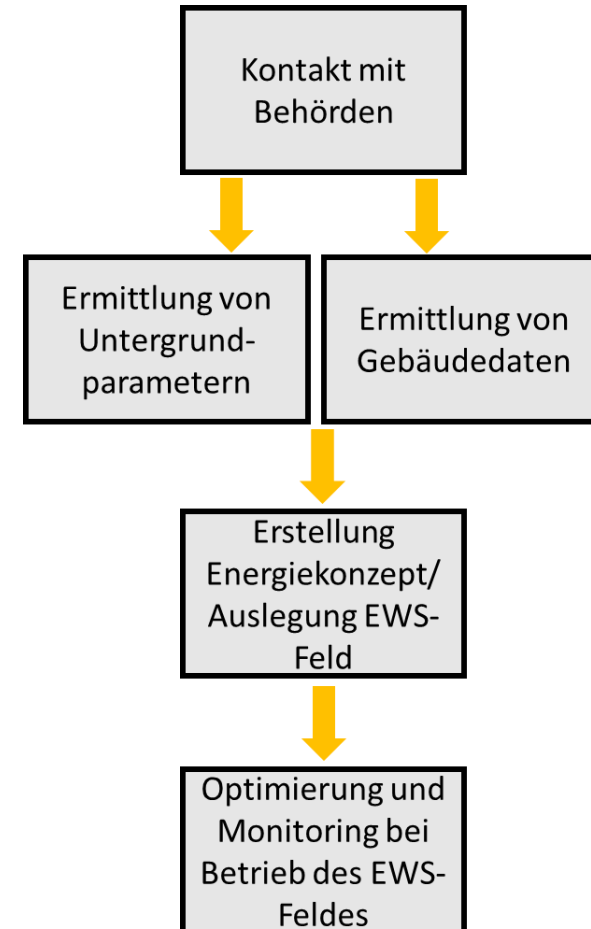 Kontakt mit
Behörden
Ermittlung von
Untergrund-
parametern
Ermittlung von
Gebäudedaten
Erstellung
Energiekonzept/
Auslegung EWS-
Feld
Optimierung und
Monitoring bei
Betrieb des EWS-
Feldes